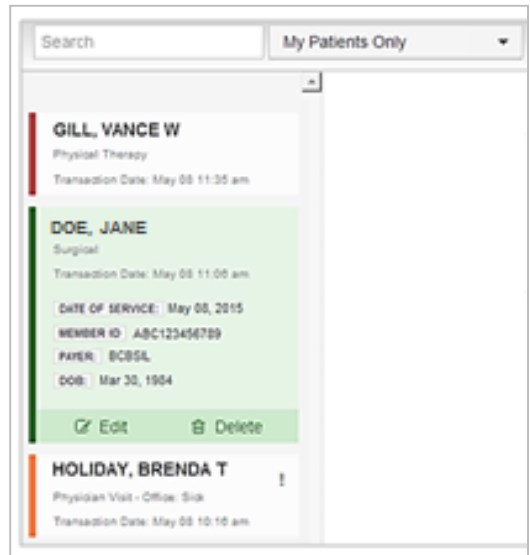 Search
My Patients Only
GILL, VANCE W
Physical Therapy
Transaction Date: May 08 11:35 am
DOE, JANE
Surgical
Transaction Date: May 08 11:06 am
DATE OF SERVICE: May 08, 2015
MEMBER ID ABC123456789
PAYER: BCBSIL
DOB: Mar 30, 1984
Edit Delete
HOLIDAY, BRENDA T !
Physician Visit - Office: Sick
Transaction Date: May 08 10:16 am